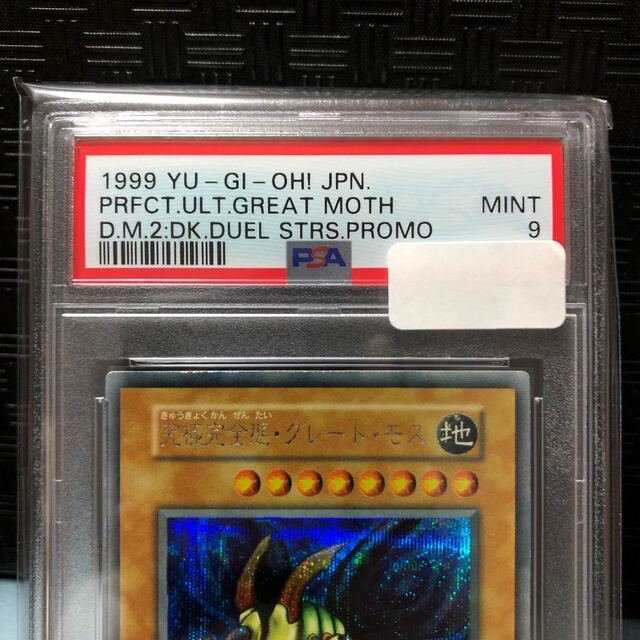 1999 YU-GI-OH! JPN.
PRFCT.ULT.GREAT MOTH MINT
D.M.2:DK.DUEL STRS.PROMO 9
PSA
きゅうきょくかんぜんたい
究極完全態・グレート・モス
ち
地